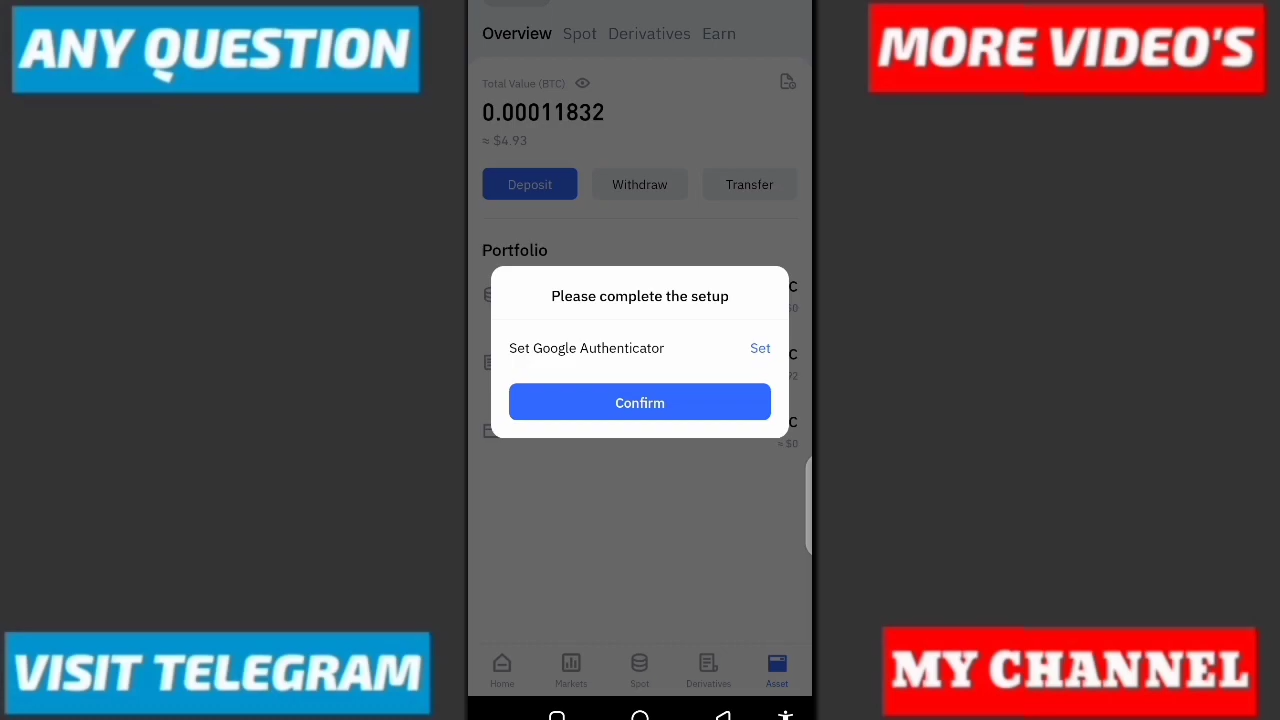 ANY QUESTION
MORE VIDEO'S
Overview Spot Derivatives Earn
Total Value (BTC)
0.00011832
≈ $4.93
Deposit Withdraw Transfer
Portfolio
Please complete the setup
Set Google Authenticator Set
Confirm
≈ $0
Home Markets Spot Derivatives Asset
VISIT TELEGRAM
MY CHANNEL